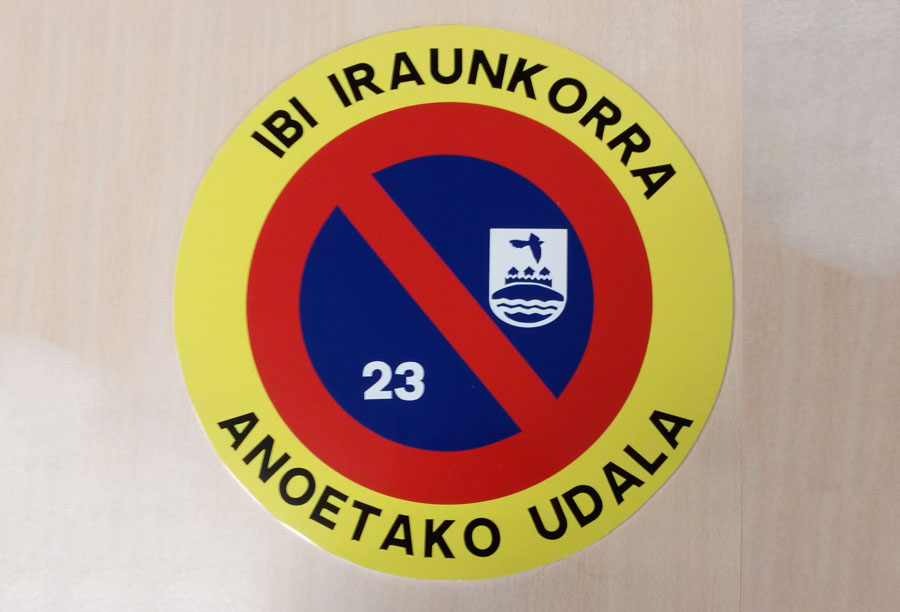 IBI IRAUNKORRA
23
ANOETAKO UDALA